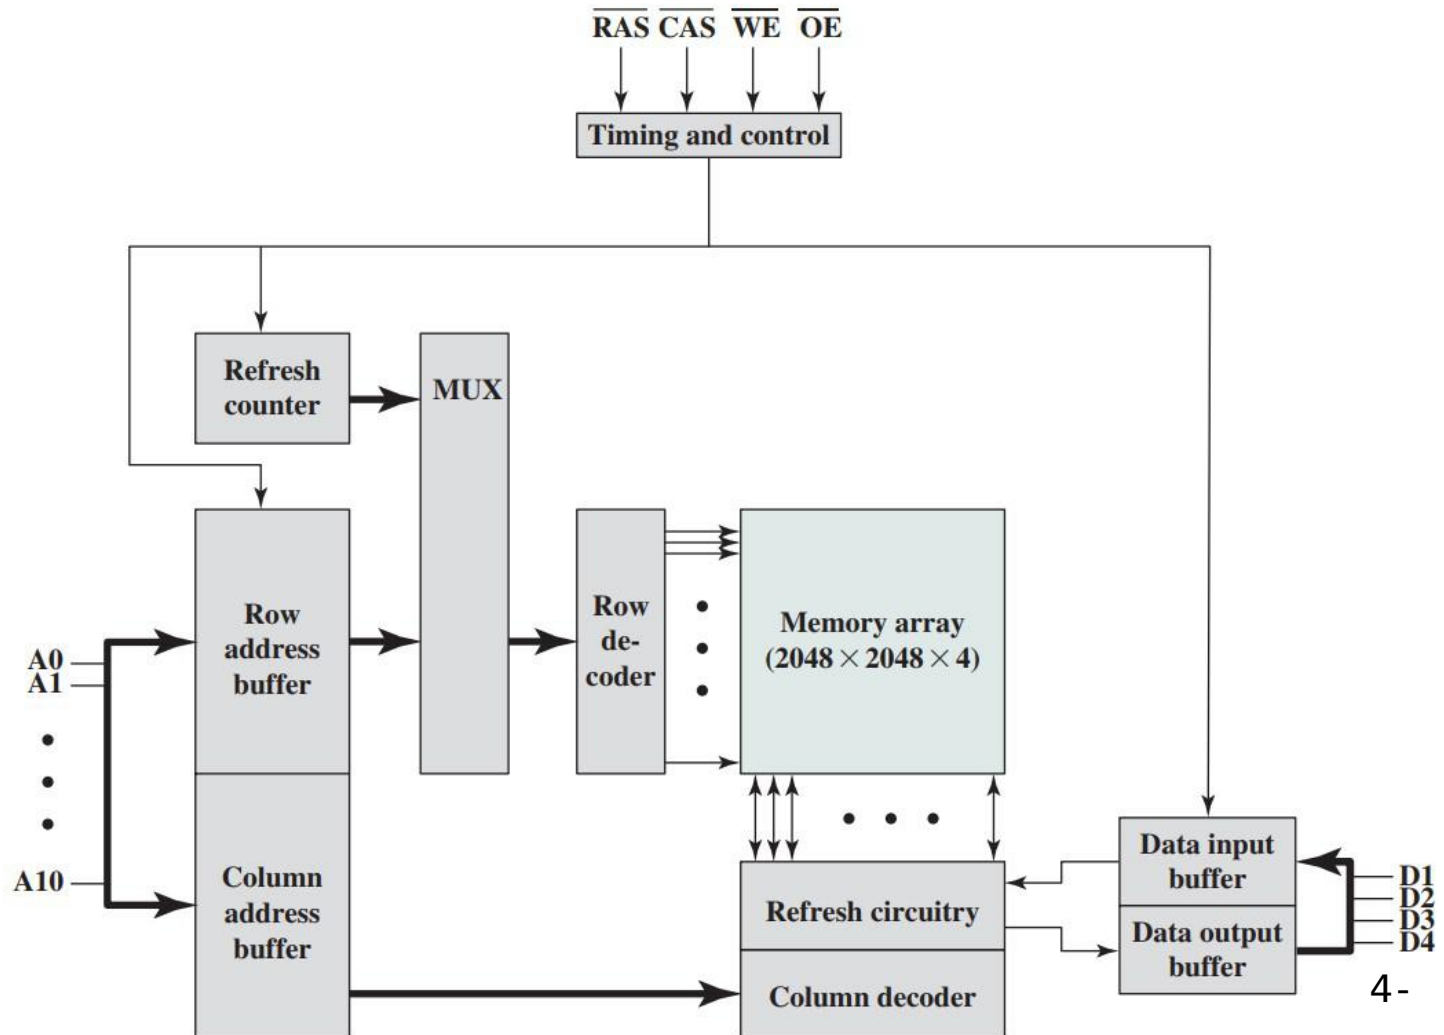 RAS CAS WE OE
Timing and control
Refresh
counter
MUX
Row
address
buffer
Row
de-
coder
Memory array
(2048 × 2048 × 4)
A0
A1
A10
Column
address
buffer
Refresh circuitry
Column decoder
Data input
buffer
Data output
buffer
D1
D2
D3
D4
4-